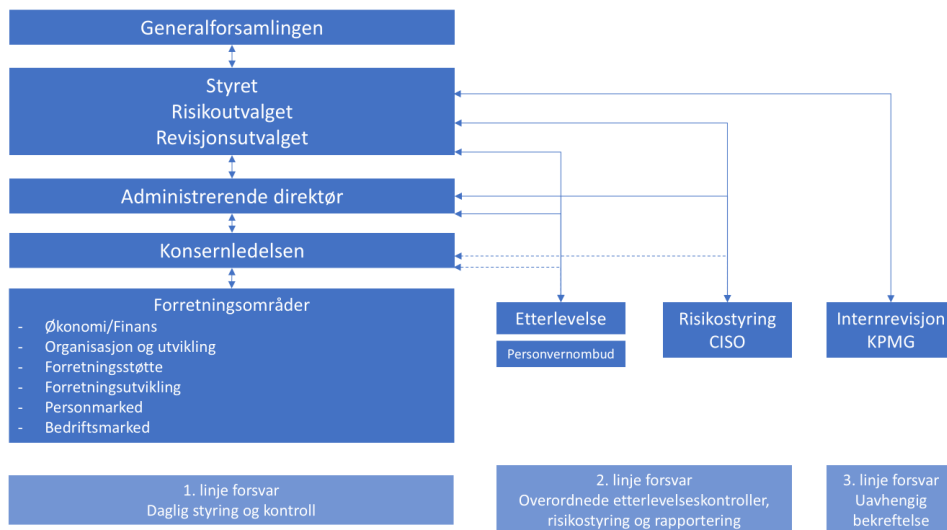 Generalforsamlingen
Styret
Risikoutvalget
Revisjonsutvalget
Administrerende direktør
Konsernledelsen
Forretningsområder
- Økonomi/Finans
- Organisasjon og utvikling
- Forretningsstøtte
- Forretningsutvikling
- Personmarked
- Bedriftsmarked
Etterlevelse
Personvernombud
Risikostyring
CISO
Internrevisjon
KPMG
1. linje forsvar
Daglig styring og kontroll
2. linje forsvar
Overordnede etterlevelseskontroller,
risikostyring og rapportering
3. linje forsvar
Uavhengig
bekreftelse